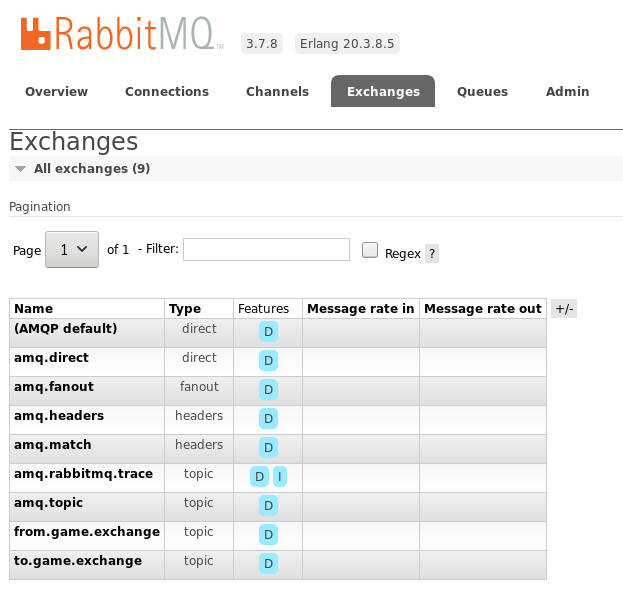 RabbitMQ TM 3.7.8 Erlang 20.3.8.5
Overview Connections Channels Exchanges Queues Admin
Exchanges
All exchanges (9)
Pagination
Page 1 of 1 - Filter: Regex ?
Name Type Features Message rate in Message rate out +/-
(AMQP default) direct D
amq.direct direct D
amq.fanout fanout D
amq.headers headers D
amq.match headers D
amq.rabbitmq.trace topic D I
amq.topic topic D
from.game.exchange topic D
to.game.exchange topic D